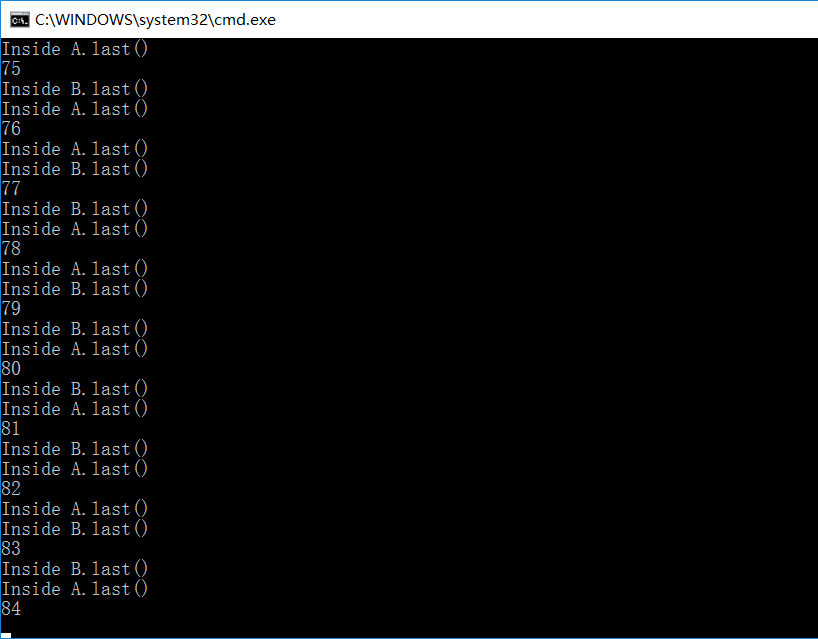 C:\WINDOWS\system32\cmd.exe
Inside A.last()
75
Inside B.last()
Inside A.last()
76
Inside A.last()
Inside B.last()
77
Inside B.last()
Inside A.last()
78
Inside A.last()
Inside B.last()
79
Inside B.last()
Inside A.last()
80
Inside B.last()
Inside A.last()
81
Inside B.last()
Inside A.last()
82
Inside A.last()
Inside B.last()
83
Inside B.last()
Inside A.last()
84